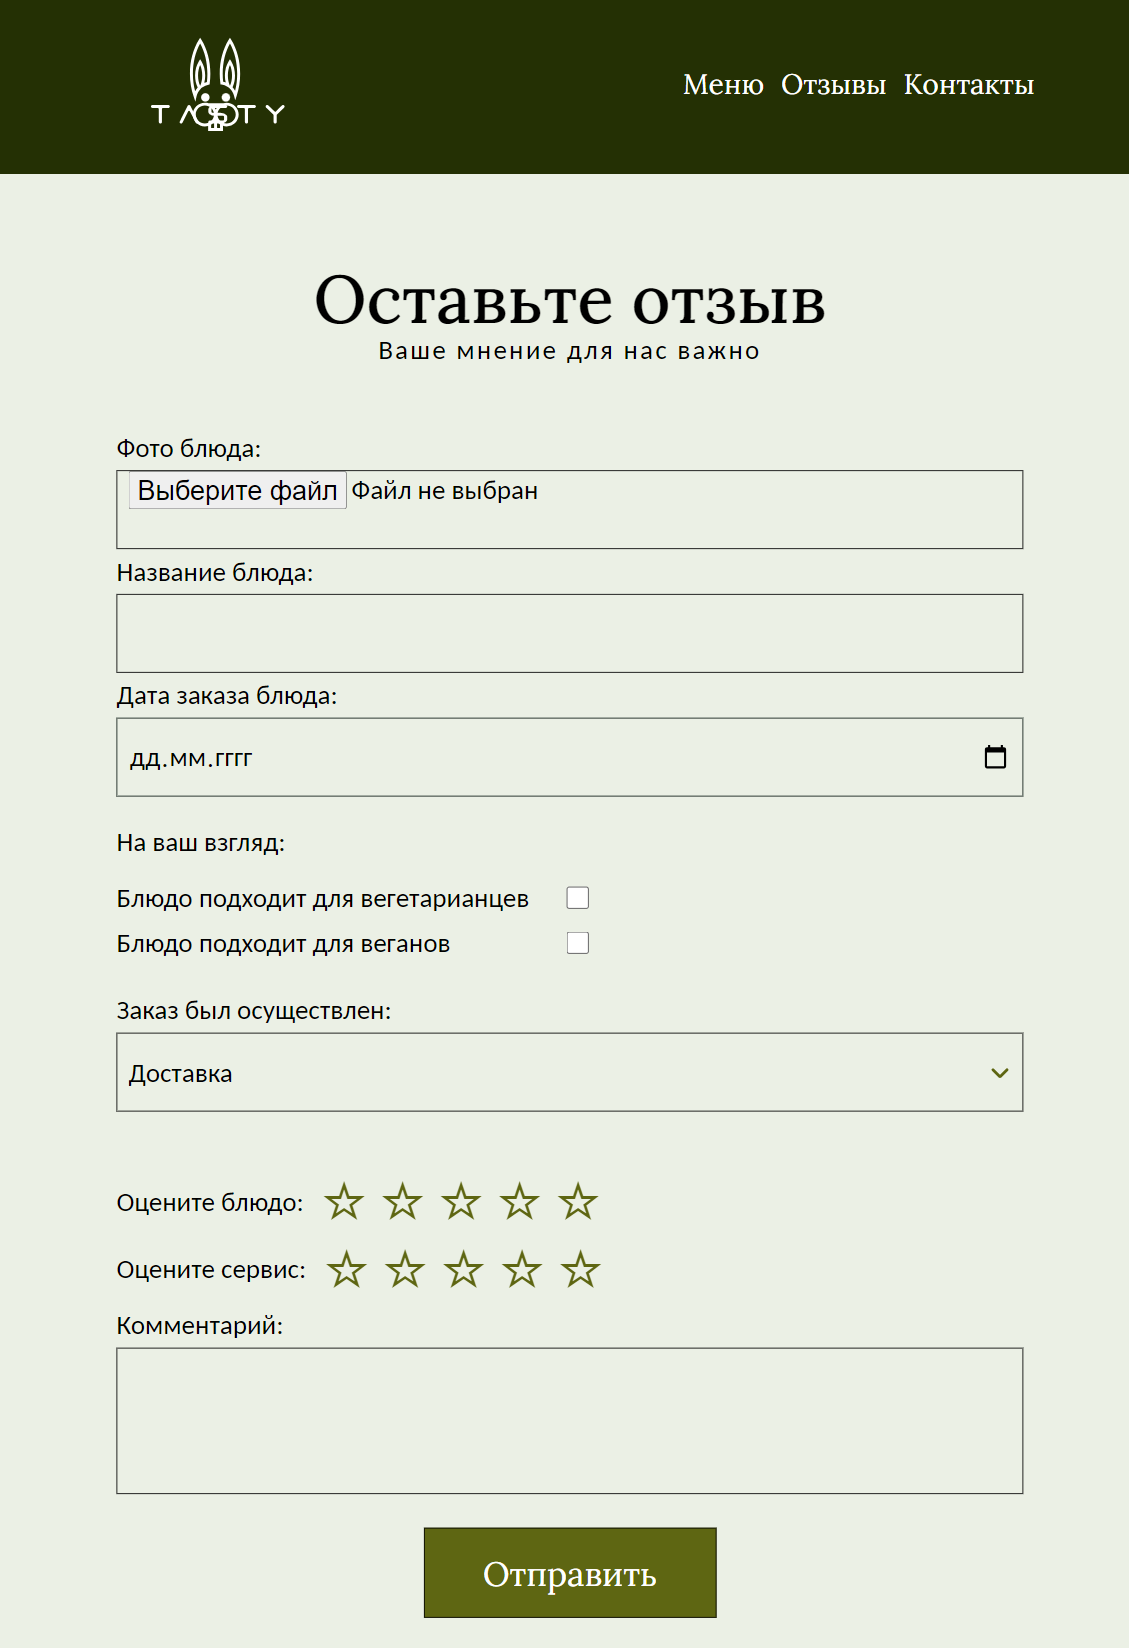 TASTY
Меню Отзывы Контакты
Оставьте отзыв
Ваше мнение для нас важно
Фото блюда:
Выберите файл Файл не выбран
Название блюда:
Дата заказа блюда:
дд.мм.гггг
На ваш взгляд:
Блюдо подходит для вегетарианцев
Блюдо подходит для веганов
Заказ был осуществлен:
Доставка
Оцените блюдо:
Оцените сервис:
Комментарий:
Отправить